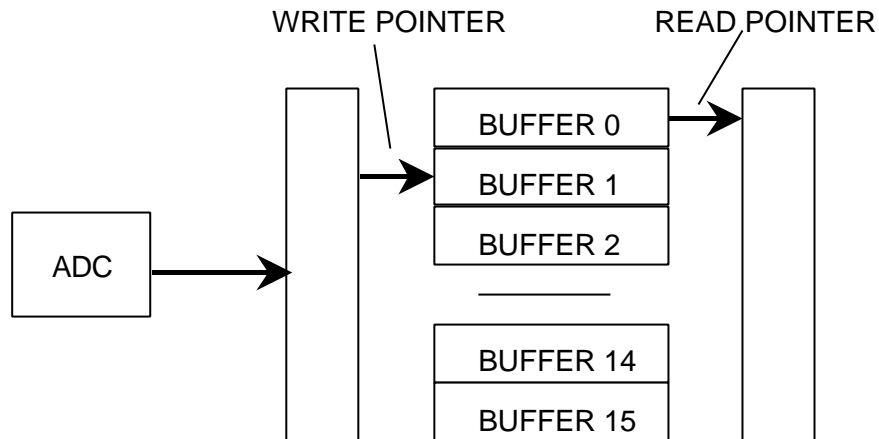 WRITE POINTER
READ POINTER
BUFFER 0
BUFFER 1
ADC
BUFFER 2
BUFFER 14
BUFFER 15